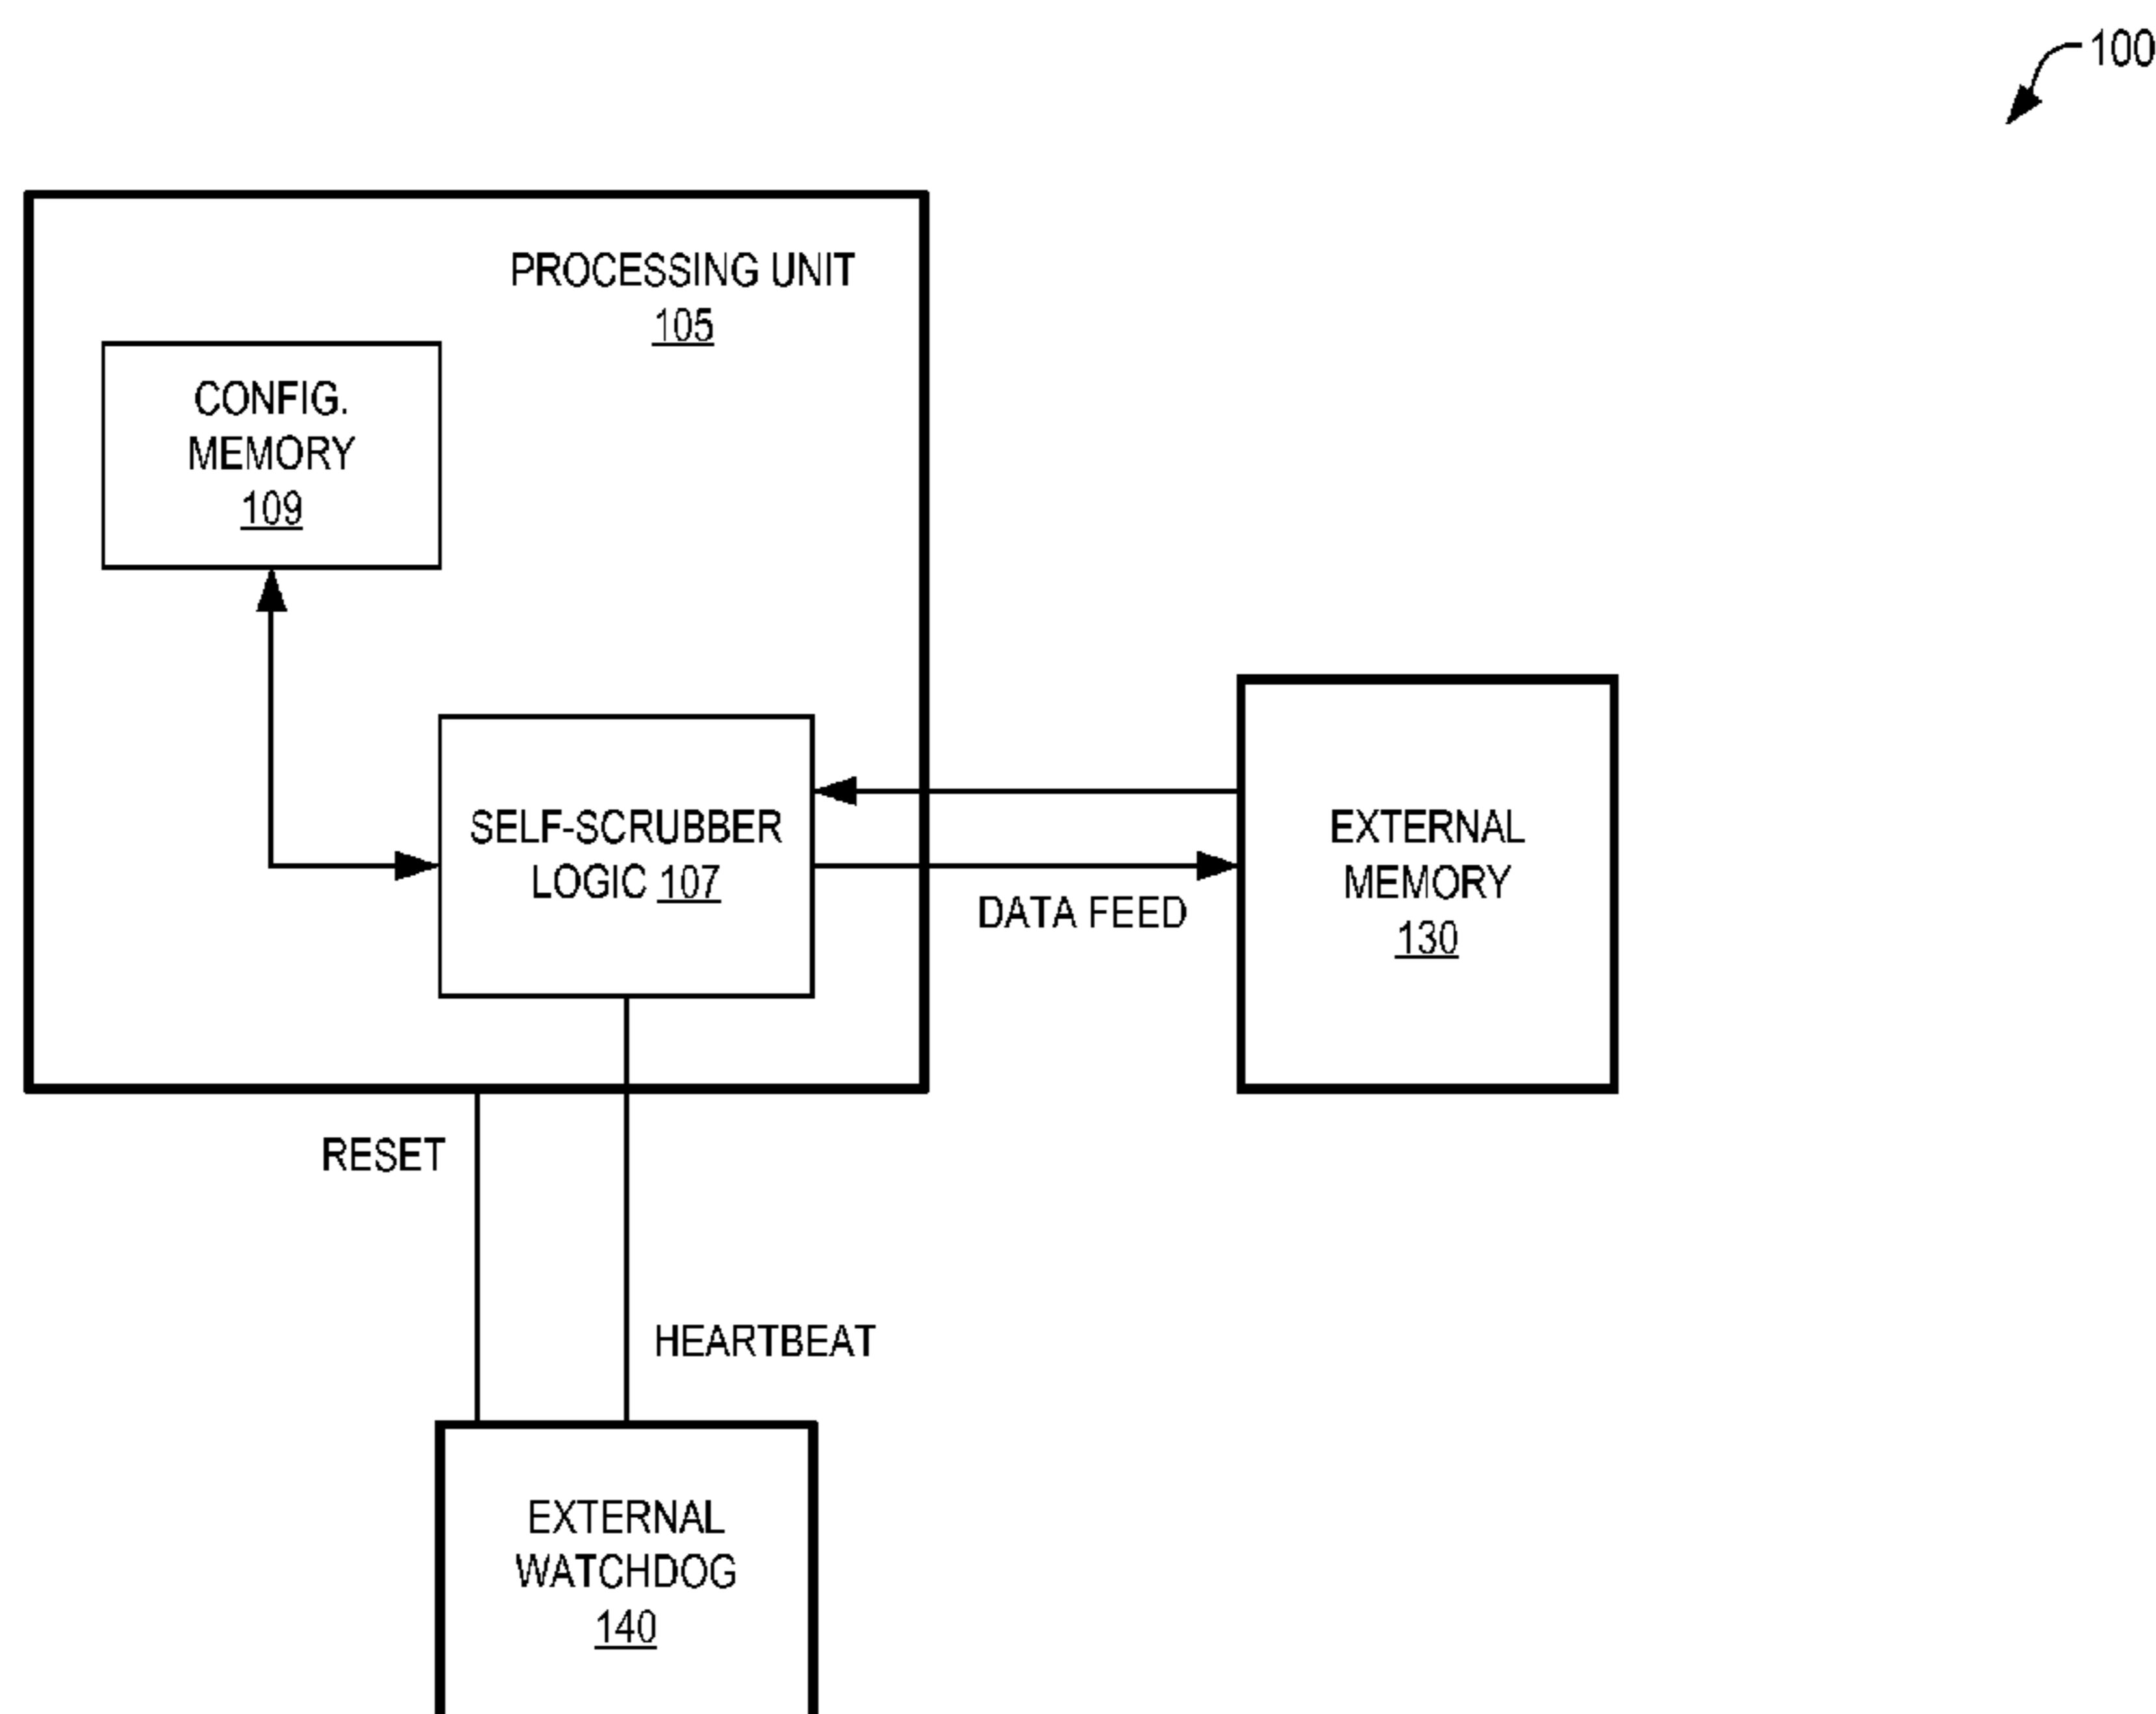 100
PROCESSING UNIT
105
CONFIG.
MEMORY
109
SELF-SCRUBBER
LOGIC 107
EXTERNAL
MEMORY
130
DATA FEED
RESET
HEARTBEAT
EXTERNAL
WATCHDOG
140